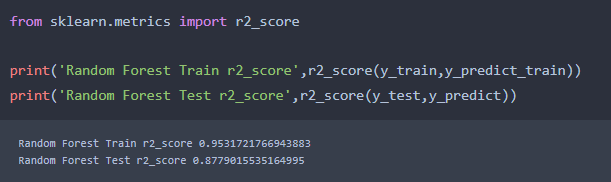 from sklearn.metrics import r2_score
print('Random Forest Train r2_score',r2_score(y_train,y_predict_train))
print('Random Forest Test r2_score',r2_score(y_test,y_predict))
Random Forest Train r2_score 0.9531721766943883
Random Forest Test r2_score 0.8779015535164995